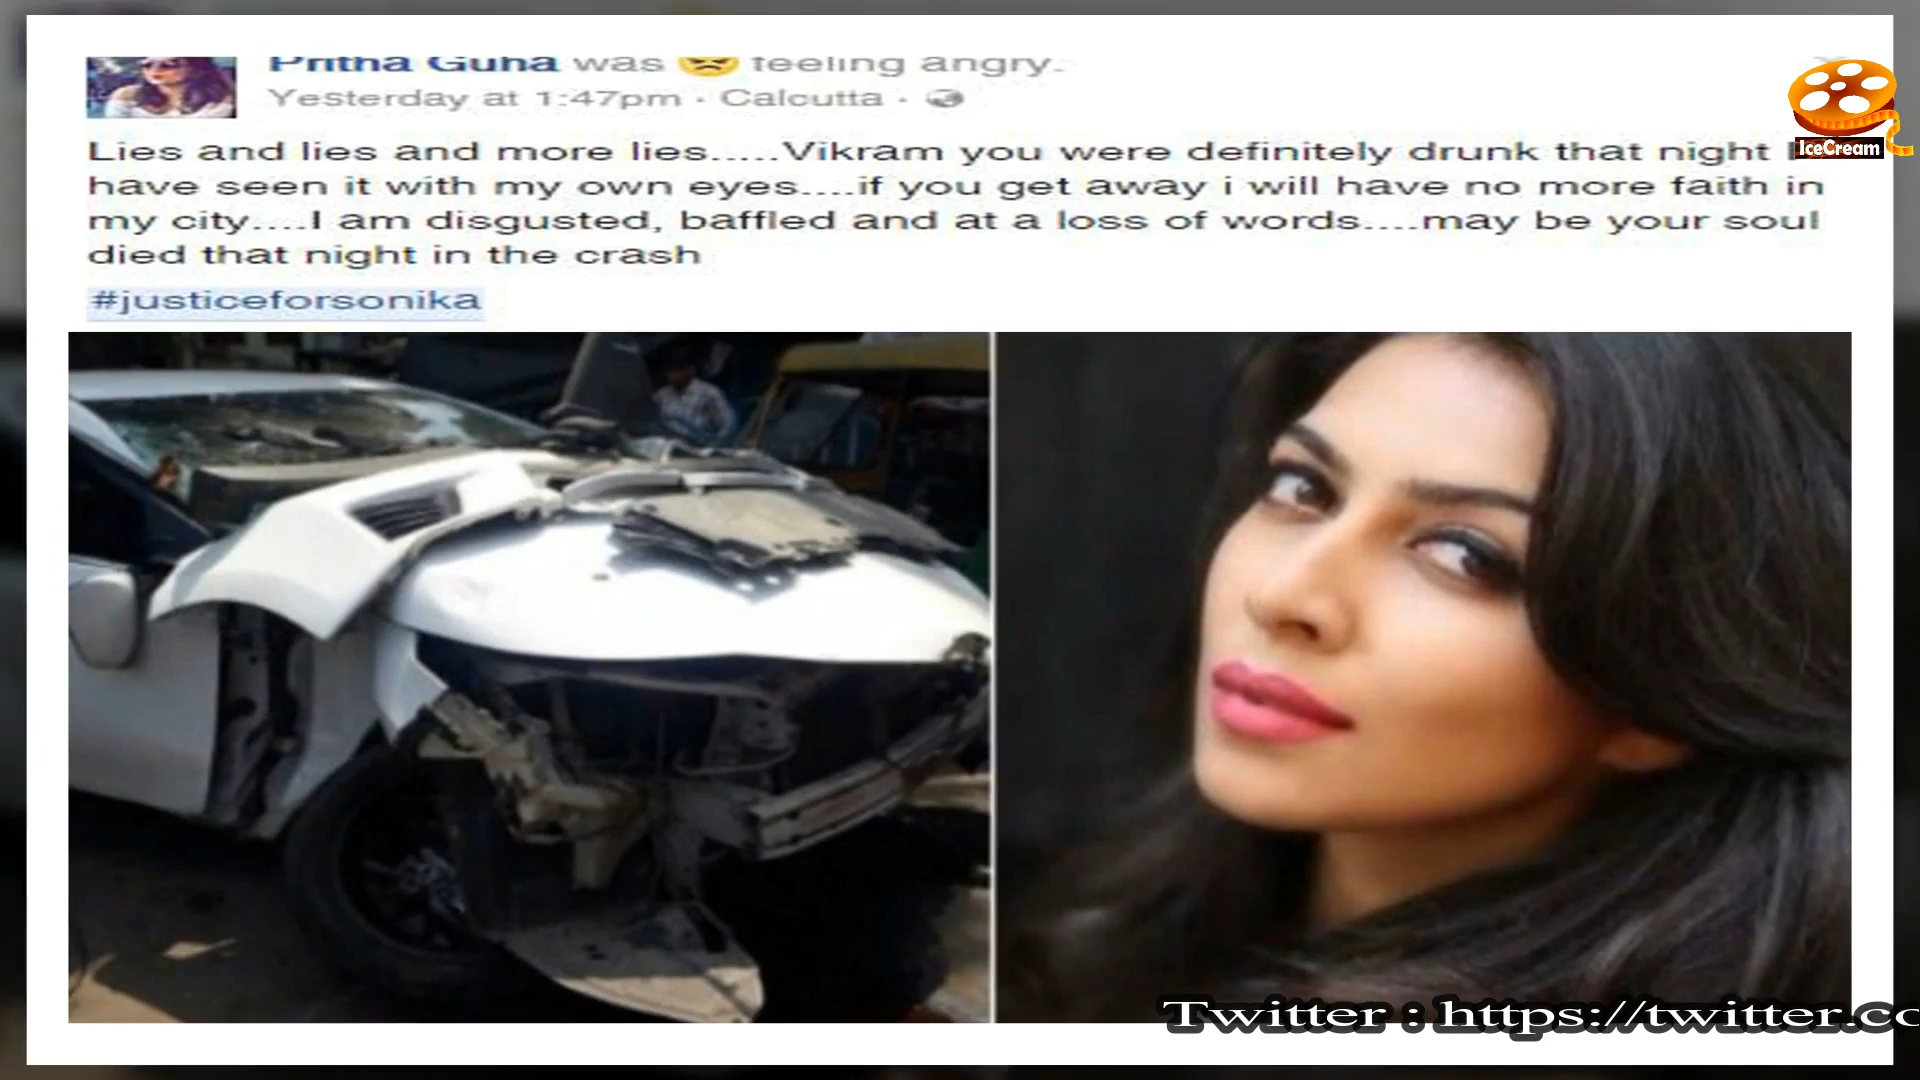 Pritha Guha was feeling angry.
Yesterday at 1:47pm · Calcutta ·
IceCream
Lies and lies and more lies.....Vikram you were definitely drunk that night
have seen it with my own eyes....if you get away i will have no more faith in
my city....I am disgusted, baffled and at a loss of words....may be your soul
died that night in the crash
#justiceforsonika
Twitter : https://twitter.co